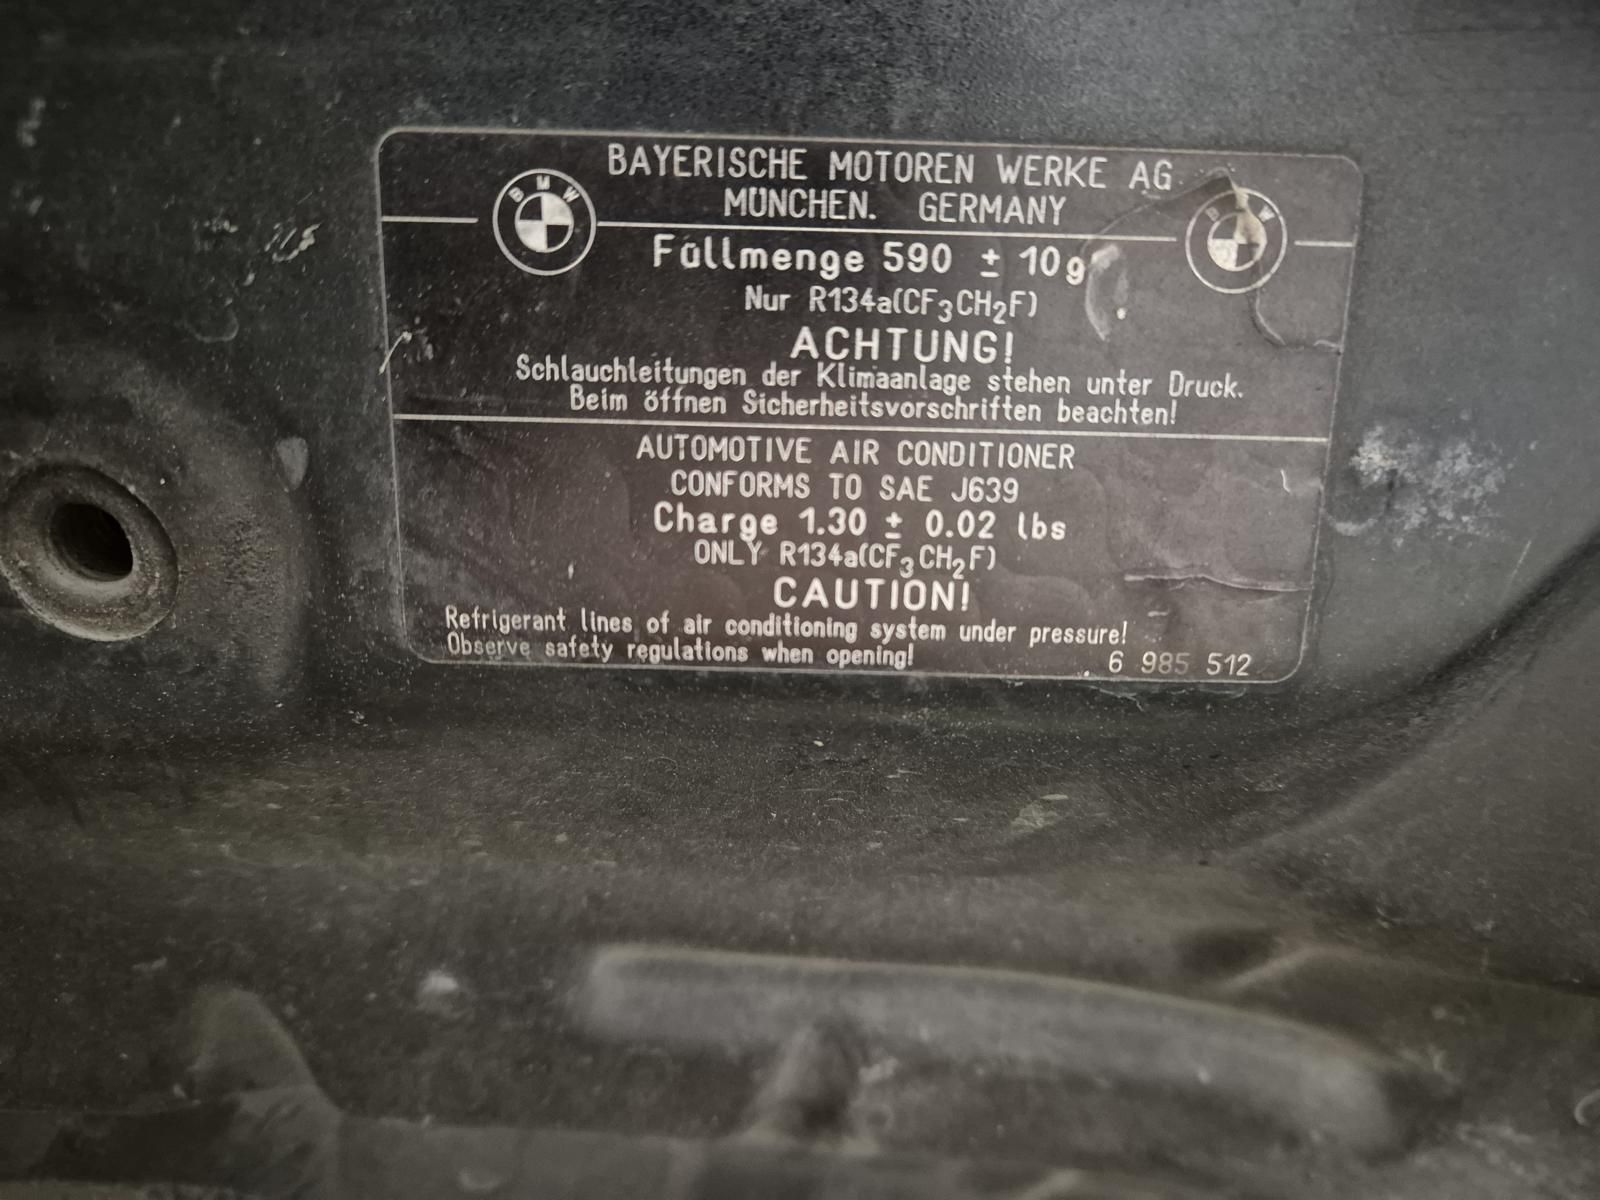 BAYERISCHE MOTOREN WERKE AG
MÜNCHEN. GERMANY
BMW
B W
Füllmenge 590 ± 10g
Nur R134a(CF₃CH₂F)
ACHTUNG!
Schlauchleitungen der Klimaanlage stehen unter Druck.
Beim öffnen Sicherheitsvorschriften beachten!
AUTOMOTIVE AIR CONDITIONER
CONFORMS TO SAE J639
Charge 1.30 ± 0.02 lbs
ONLY R134a(CF₃CH₂F)
CAUTION!
Refrigerant lines of air conditioning system under pressure!
Observe safety regulations when opening!
6 985 512